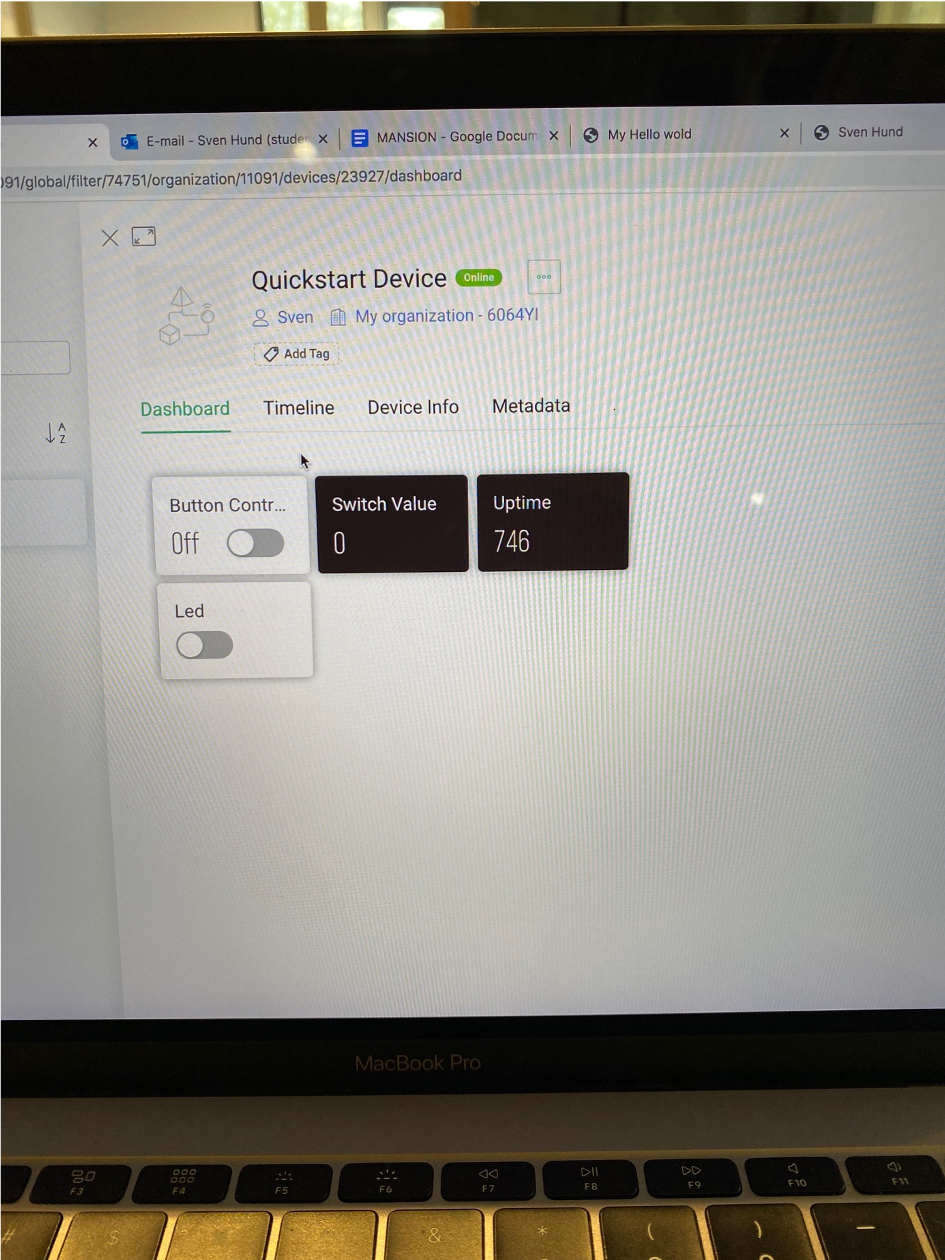 E-mail - Sven Hund (stude
MANSION - Google Docum
My Hello wold
Sven Hund
091/global/filter/74751/organization/11091/devices/23927/dashboard
Quickstart Device
Online
Sven
My organization - 6064YI
Add Tag
Dashboard
Timeline
Device Info
Metadata
A
Z
Button Contr...
Off
Switch Value
0
Uptime
746
Led
MacBook Pro
F3
F4
F5
F6
F7
F8
F9
F10
F11
#
$
&
*
(
)